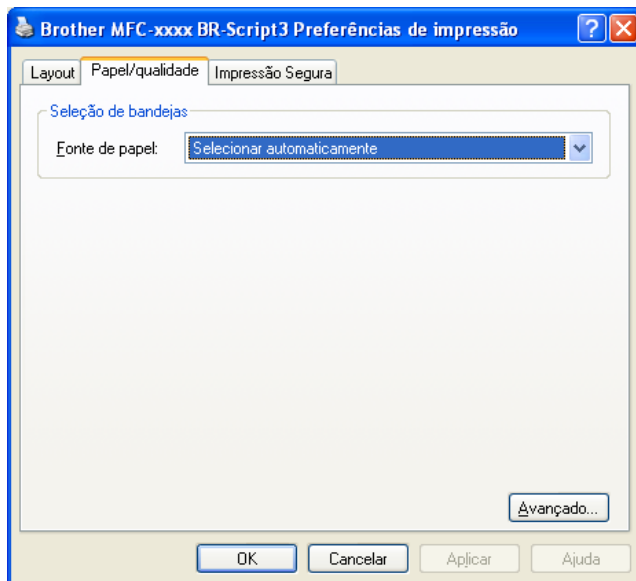 Brother MFC-xxxx BR-Script3 Preferências de impressão
Layout Papel/qualidade Impressão Segura
Seleção de bandejas
Fonte de papel: Selecionar automaticamente
Avançado...
OK Cancelar Aplicar Ajuda